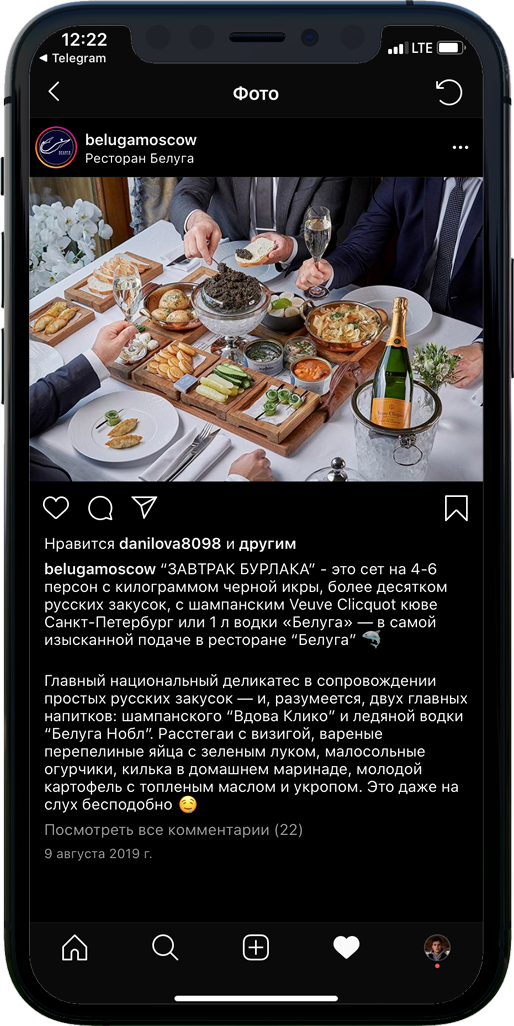 12:22
LTE
◀ Telegram
Фото
belugamoscow
Ресторан Белуга
Нравится danilova8098 и другим
belugamoscow “ЗАВТРАК БУРЛАКА” - это сет на 4-6
персон с килограммом черной икры, более десятком
русских закусок, с шампанским Veuve Clicquot кюве
Санкт-Петербург или 1 л водки «Белуга» — в самой
изысканной подаче в ресторане “Белуга” 🐬
Главный национальный деликатес в сопровождении
простых русских закусок — и, разумеется, двух главных
напитков: шампанского “Вдова Клико” и ледяной водки
“Белуга Нобл”. Расстегаи с визигой, вареные
перепелиные яйца с зеленым луком, малосольные
огурчики, килька в домашнем маринаде, молодой
картофель с топленым маслом и укропом. Это даже на
слух бесподобно ☺️
Посмотреть все комментарии (22)
9 августа 2019 г.